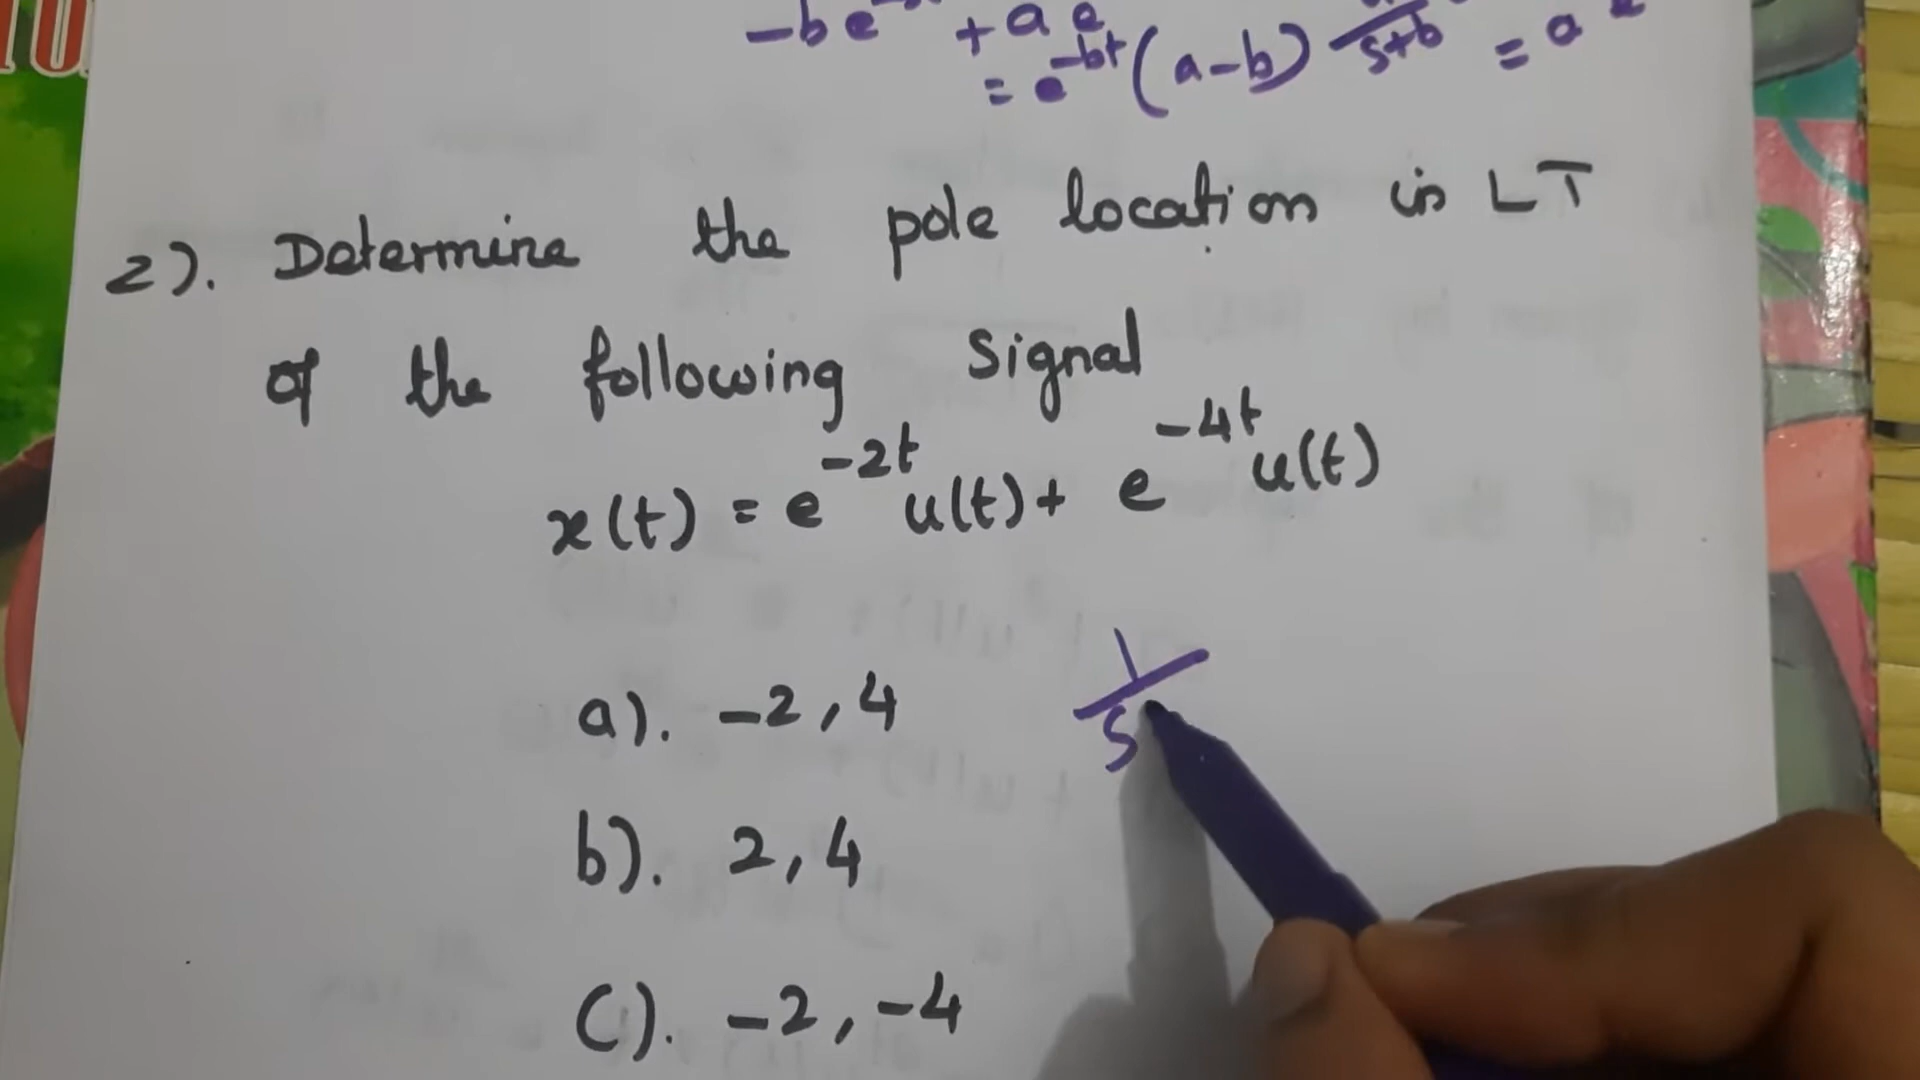 -be + a e
= e^-bt (a-b) /s+b = a
2). Determine the pole location in LT
of the following Signal
x(t) = e^-2t u(t) + e^-4t u(t)
a). -2, 4
1/s
b). 2, 4
c). -2, -4